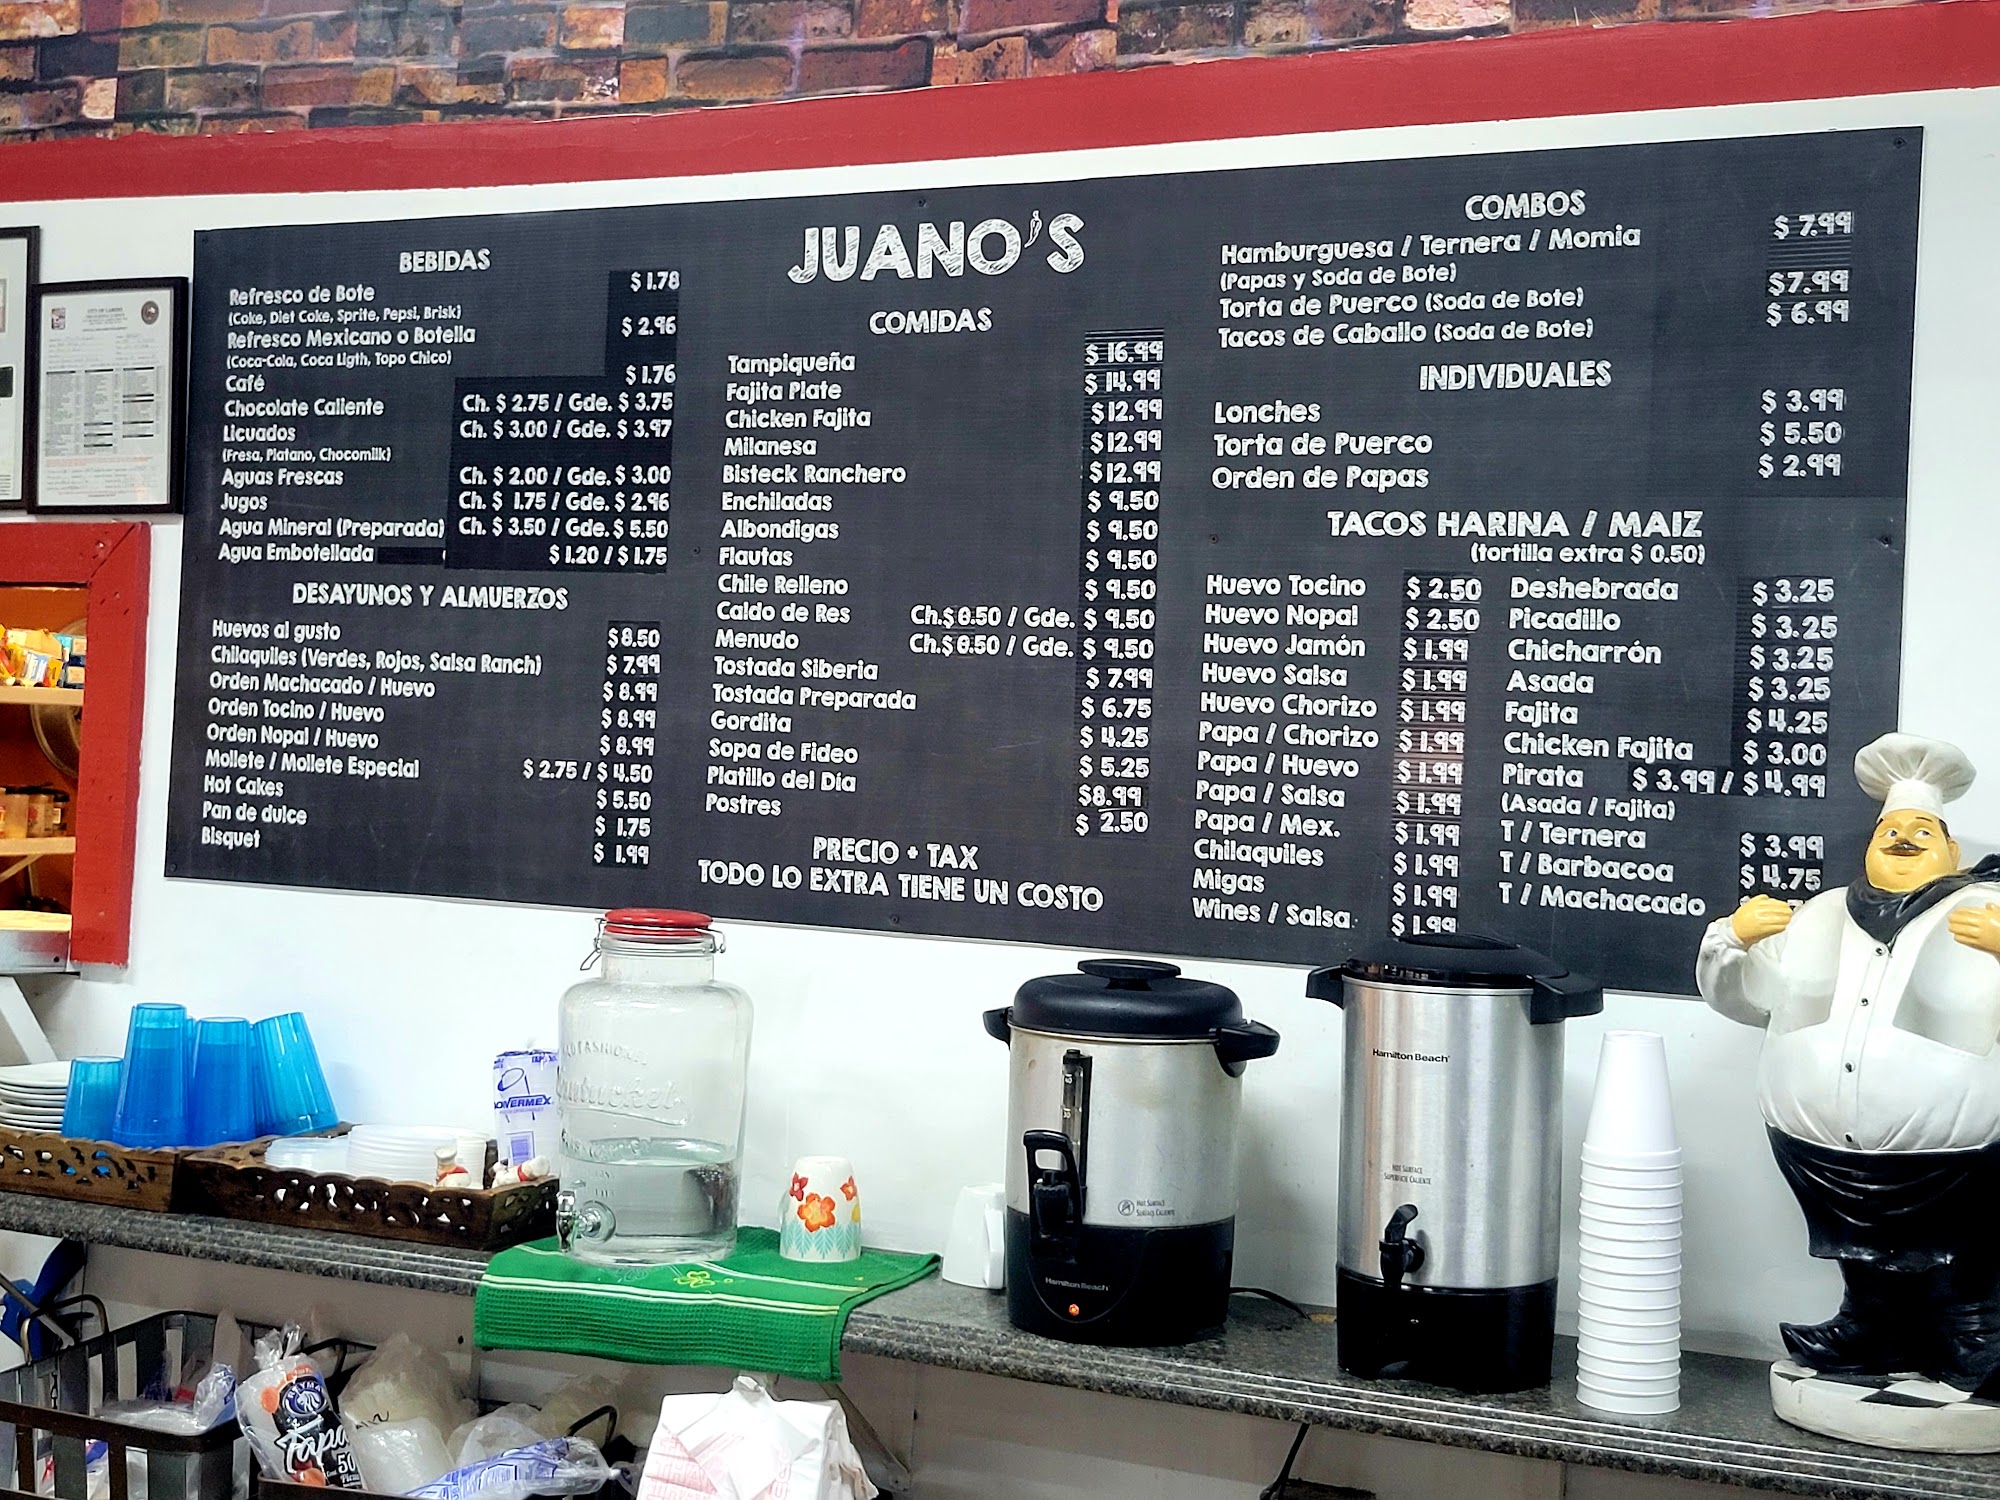 JUANO'S
BEBIDAS
Refresco de Bote $ 1.78
(Coke, Diet Coke, Sprite, Pepsi, Brisk)
Refresco Mexicano o Botella $ 2.96
(Coca-Cola, Coca Ligth, Topo Chico)
Café $ 1.76
Chocolate Caliente Ch. $ 2.75 / Gde. $ 3.75
Licuados Ch. $ 3.00 / Gde. $ 3.97
(Fresa, Platano, Chocomilk)
Aguas Frescas Ch. $ 2.00 / Gde. $ 3.00
Jugos Ch. $ 1.75 / Gde. $ 2.96
Agua Mineral (Preparada) Ch. $ 3.50 / Gde. $ 5.50
Agua Embotellada $ 1.20 / $ 1.75
DESAYUNOS Y ALMUERZOS
Huevos al gusto $8.50
Chilaquiles (Verdes, Rojos, Salsa Ranch) $ 7.99
Orden Machacado / Huevo $ 8.99
Orden Tocino / Huevo $ 8.99
Orden Nopal / Huevo $ 8.99
Mollete / Mollete Especial $ 2.75 / $ 4.50
Hot Cakes $ 5.50
Pan de dulce $ 1.75
Bisquet $ 1.99
COMIDAS
Tampiqueña $ 16.99
Fajita Plate $ 14.99
Chicken Fajita $12.99
Milanesa $12.99
Bisteck Ranchero $12.99
Enchiladas $ 9.50
Albondigas $ 9.50
Flautas $ 9.50
Chile Relleno $ 9.50
Caldo de Res Ch.$ 8.50 / Gde. $ 9.50
Menudo Ch.$ 8.50 / Gde. $ 9.50
Tostada Siberia $ 7.99
Tostada Preparada $ 6.75
Gordita $ 4.25
Sopa de Fideo $ 5.25
Platillo del Dia $8.99
Postres $ 2.50
PRECIO + TAX
TODO LO EXTRA TIENE UN COSTO
COMBOS
Hamburguesa / Ternera / Momia $ 7.99
(Papas y Soda de Bote)
Torta de Puerco (Soda de Bote) $7.99
Tacos de Caballo (Soda de Bote) $ 6.99
INDIVIDUALES
Lonches $ 3.99
Torta de Puerco $ 5.50
Orden de Papas $ 2.99
TACOS HARINA / MAIZ
(tortilla extra $ 0.50)
Huevo Tocino $ 2.50
Huevo Nopal $ 2.50
Huevo Jamón $ 1.99
Huevo Salsa $ 1.99
Huevo Chorizo $ 1.99
Papa / Chorizo $ 1.99
Papa / Huevo $ 1.99
Papa / Salsa $ 1.99
Papa / Mex. $ 1.99
Chilaquiles $ 1.99
Migas $ 1.99
Wines / Salsa $ 1.99
Deshebrada $ 3.25
Picadillo $ 3.25
Chicharrón $ 3.25
Asada $ 3.25
Fajita $ 4.25
Chicken Fajita $ 3.00
Pirata $ 3.99 / $ 4.99
(Asada / Fajita)
T / Ternera $ 3.99
T / Barbacoa $ 4.75
T / Machacado
CITY OF LAREDO
CONVERMEX
Hamilton Beach
HOT SURFACE
SUPERFICIE CALIENTE
Hot Surface
Superficie Caliente
Hamilton Beach
REYMA
Tapa
50